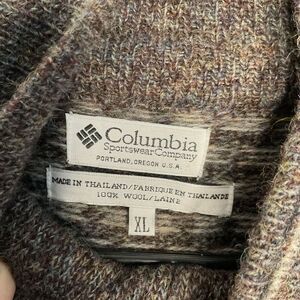 Columbia
Sportswear Company
PORTLAND, OREGON U.S.A.
MADE IN THAILAND/FABRIQUE EN THAILANDE
100% WOOL/LAINE
XL